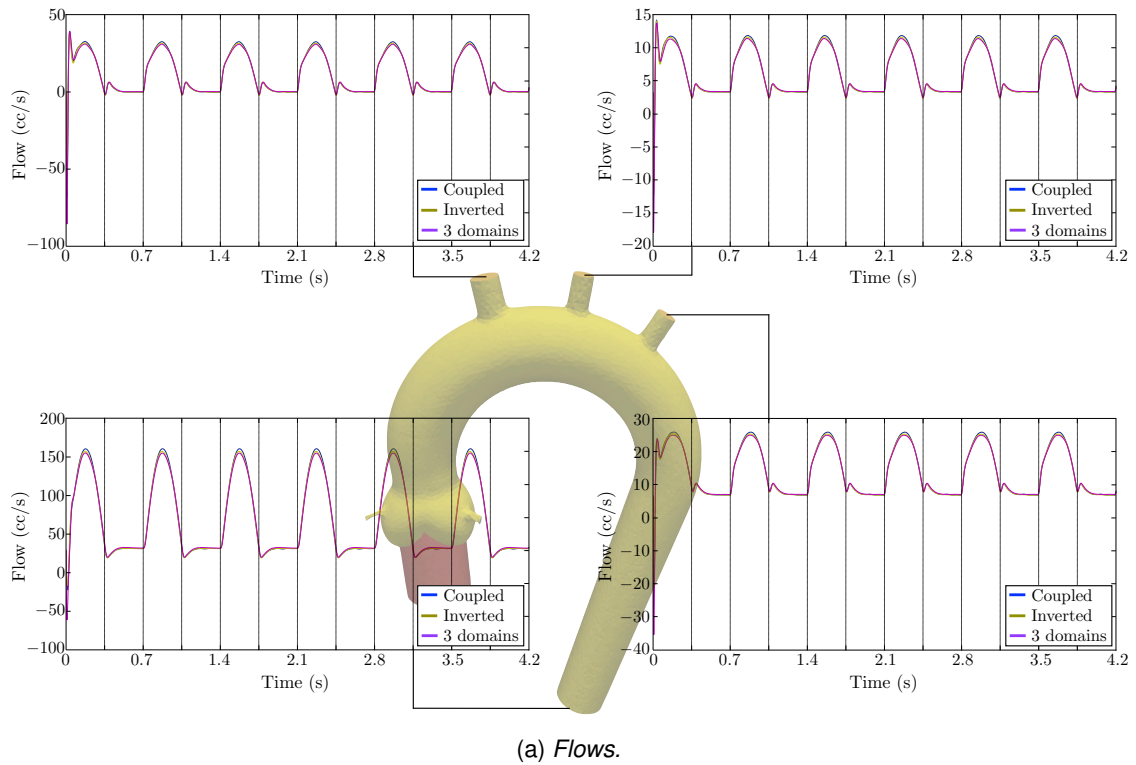 50
0
−50
−100
Flow (cc/s)
Coupled
Inverted
3 domains
0 0.7 1.4 2.1 2.8 3.5 4.2
Time (s)
15
10
5
0
−5
−10
−15
−20
Flow (cc/s)
Coupled
Inverted
3 domains
0 0.7 1.4 2.1 2.8 3.5 4.2
Time (s)
200
150
100
50
0
−50
−100
Flow (cc/s)
Coupled
Inverted
3 domains
0 0.7 1.4 2.1 2.8 3.5 4.2
Time (s)
30
20
10
0
−10
−20
−30
−40
Flow (cc/s)
Coupled
Inverted
3 domains
0 0.7 1.4 2.1 2.8 3.5 4.2
Time (s)
(a) Flows.